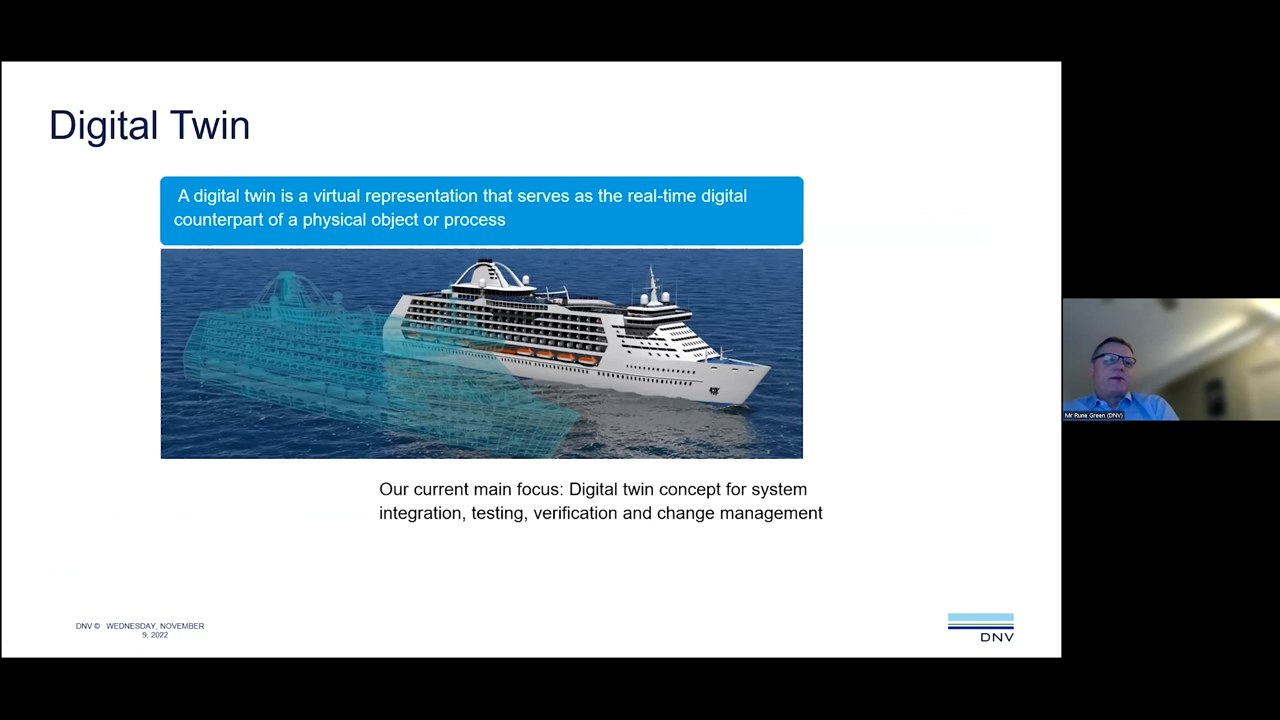 Digital Twin
A digital twin is a virtual representation that serves as the real-time digital
counterpart of a physical object or process
Our current main focus: Digital twin concept for system
integration, testing, verification and change management
DNV © WEDNESDAY, NOVEMBER
9, 2022
DNV
Mr Rune Green (DNV)